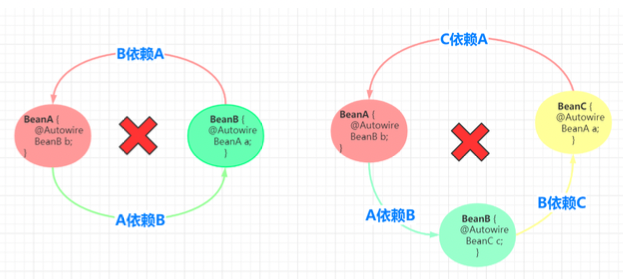 B依赖A
BeanA {
@Autowire
BeanB b;
}
BeanB {
@Autowire
BeanA a;
}
A依赖B
C依赖A
BeanA {
@Autowire
BeanB b;
}
BeanC {
@Autowire
BeanA a;
}
A依赖B
BeanB {
@Autowire
BeanC c;
}
B依赖C